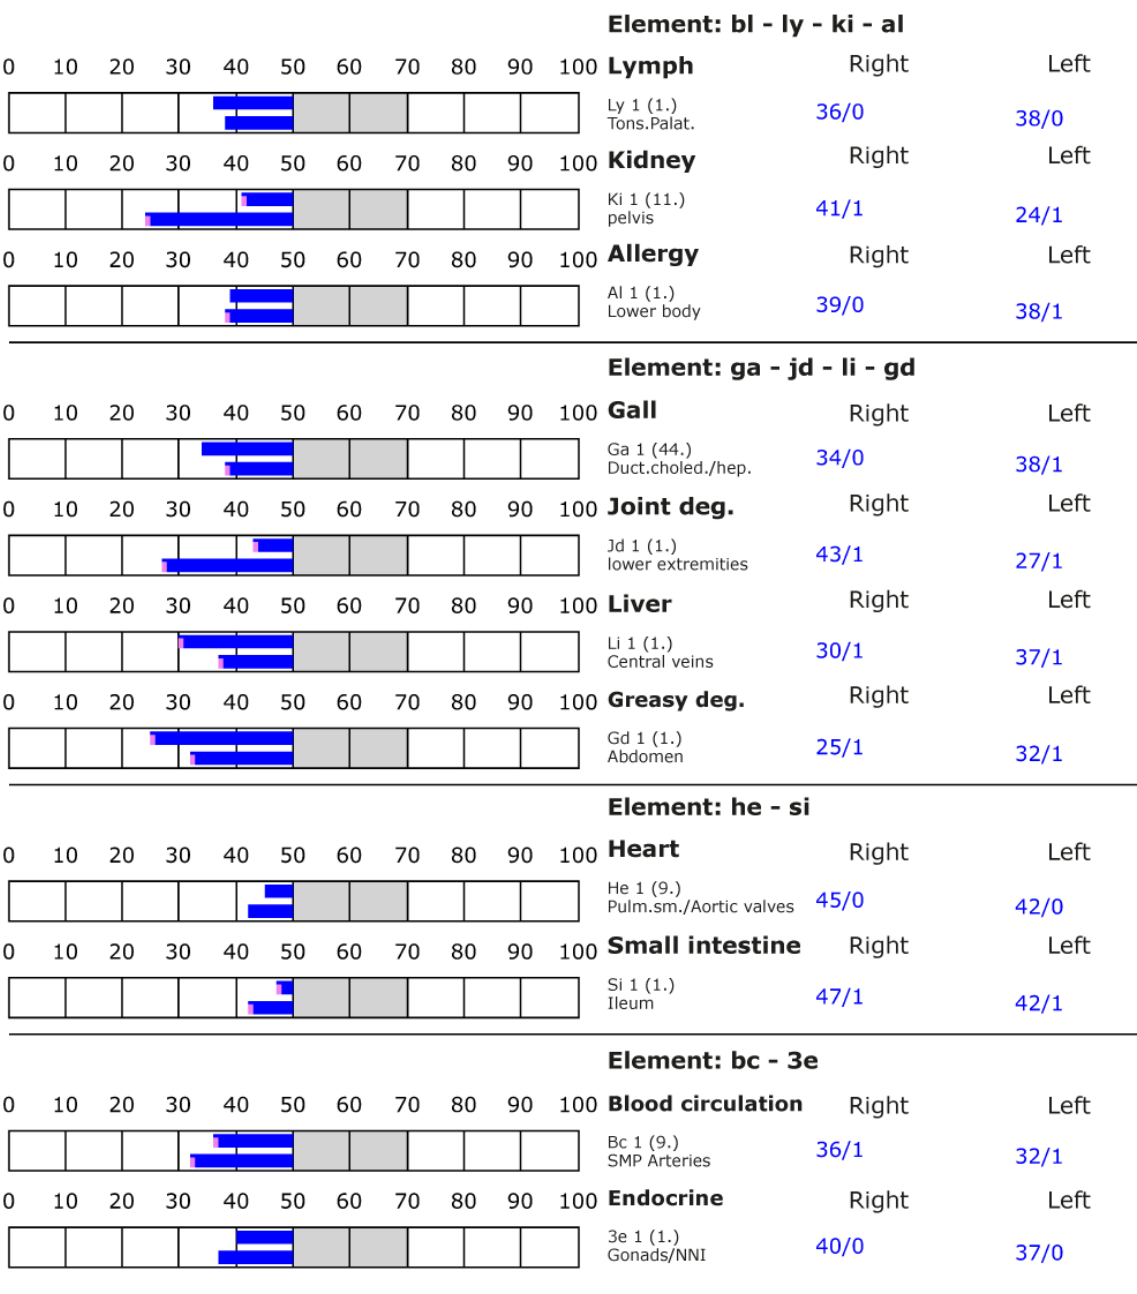 Element: bl - ly - ki - al
0 10 20 30 40 50 60 70 80 90 100 Lymph Right Left
Ly 1 (1.) 36/0 38/0
Tons.Palat.
0 10 20 30 40 50 60 70 80 90 100 Kidney Right Left
Ki 1 (11.) 41/1 24/1
pelvis
0 10 20 30 40 50 60 70 80 90 100 Allergy Right Left
Al 1 (1.) 39/0 38/1
Lower body
Element: ga - jd - li - gd
0 10 20 30 40 50 60 70 80 90 100 Gall Right Left
Ga 1 (44.) 34/0 38/1
Duct.choled./hep.
0 10 20 30 40 50 60 70 80 90 100 Joint deg. Right Left
Jd 1 (1.) 43/1 27/1
lower extremities
0 10 20 30 40 50 60 70 80 90 100 Liver Right Left
Li 1 (1.) 30/1 37/1
Central veins
0 10 20 30 40 50 60 70 80 90 100 Greasy deg. Right Left
Gd 1 (1.) 25/1 32/1
Abdomen
Element: he - si
0 10 20 30 40 50 60 70 80 90 100 Heart Right Left
He 1 (9.) 45/0 42/0
Pulm.sm./Aortic valves
0 10 20 30 40 50 60 70 80 90 100 Small intestine Right Left
Si 1 (1.) 47/1 42/1
Ileum
Element: bc - 3e
0 10 20 30 40 50 60 70 80 90 100 Blood circulation Right Left
Bc 1 (9.) 36/1 32/1
SMP Arteries
0 10 20 30 40 50 60 70 80 90 100 Endocrine Right Left
3e 1 (1.) 40/0 37/0
Gonads/NNI